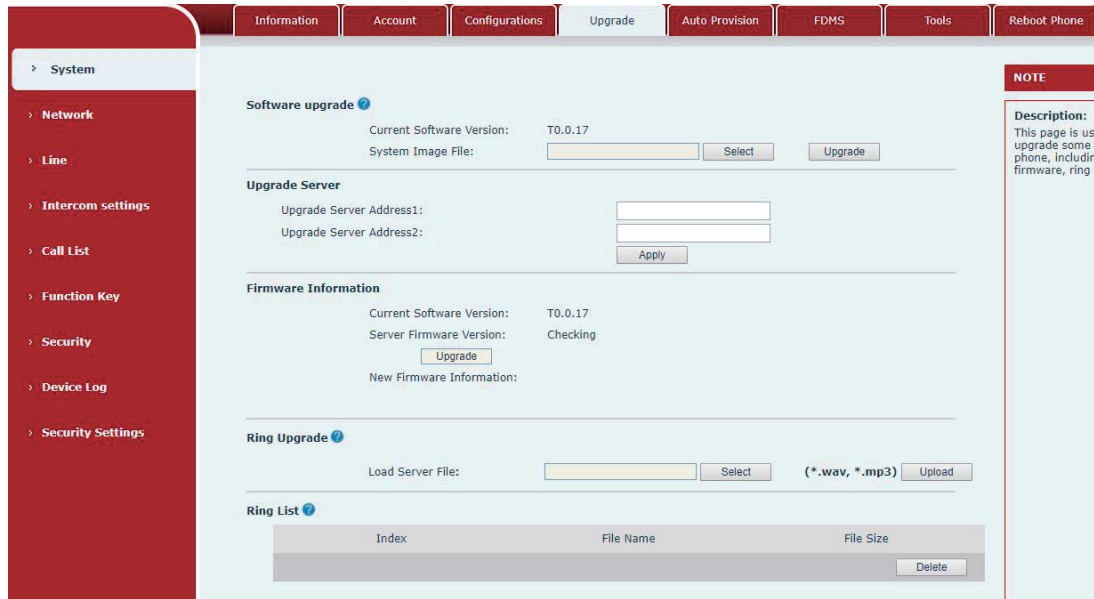 Information Account Configurations Upgrade Auto Provision FDMS Tools Reboot Phone
› System
› Network
› Line
› Intercom settings
› Call List
› Function Key
› Security
› Device Log
› Security Settings
Software upgrade ?
Current Software Version: T0.0.17
System Image File: Select Upgrade
Upgrade Server
Upgrade Server Address1:
Upgrade Server Address2:
Apply
Firmware Information
Current Software Version: T0.0.17
Server Firmware Version: Checking
Upgrade
New Firmware Information:
Ring Upgrade ?
Load Server File: Select (*.wav, *.mp3) Upload
Ring List ?
Index File Name File Size
Delete
NOTE
Description:
This page is
upgrade some
phone,
firmware, ring